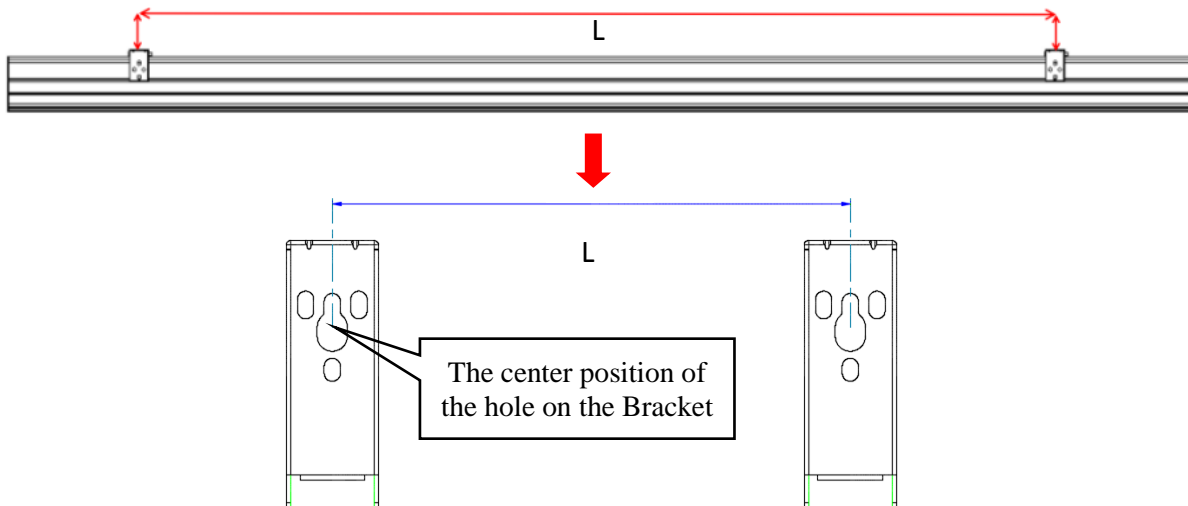 L
L
The center position of
the hole on the Bracket